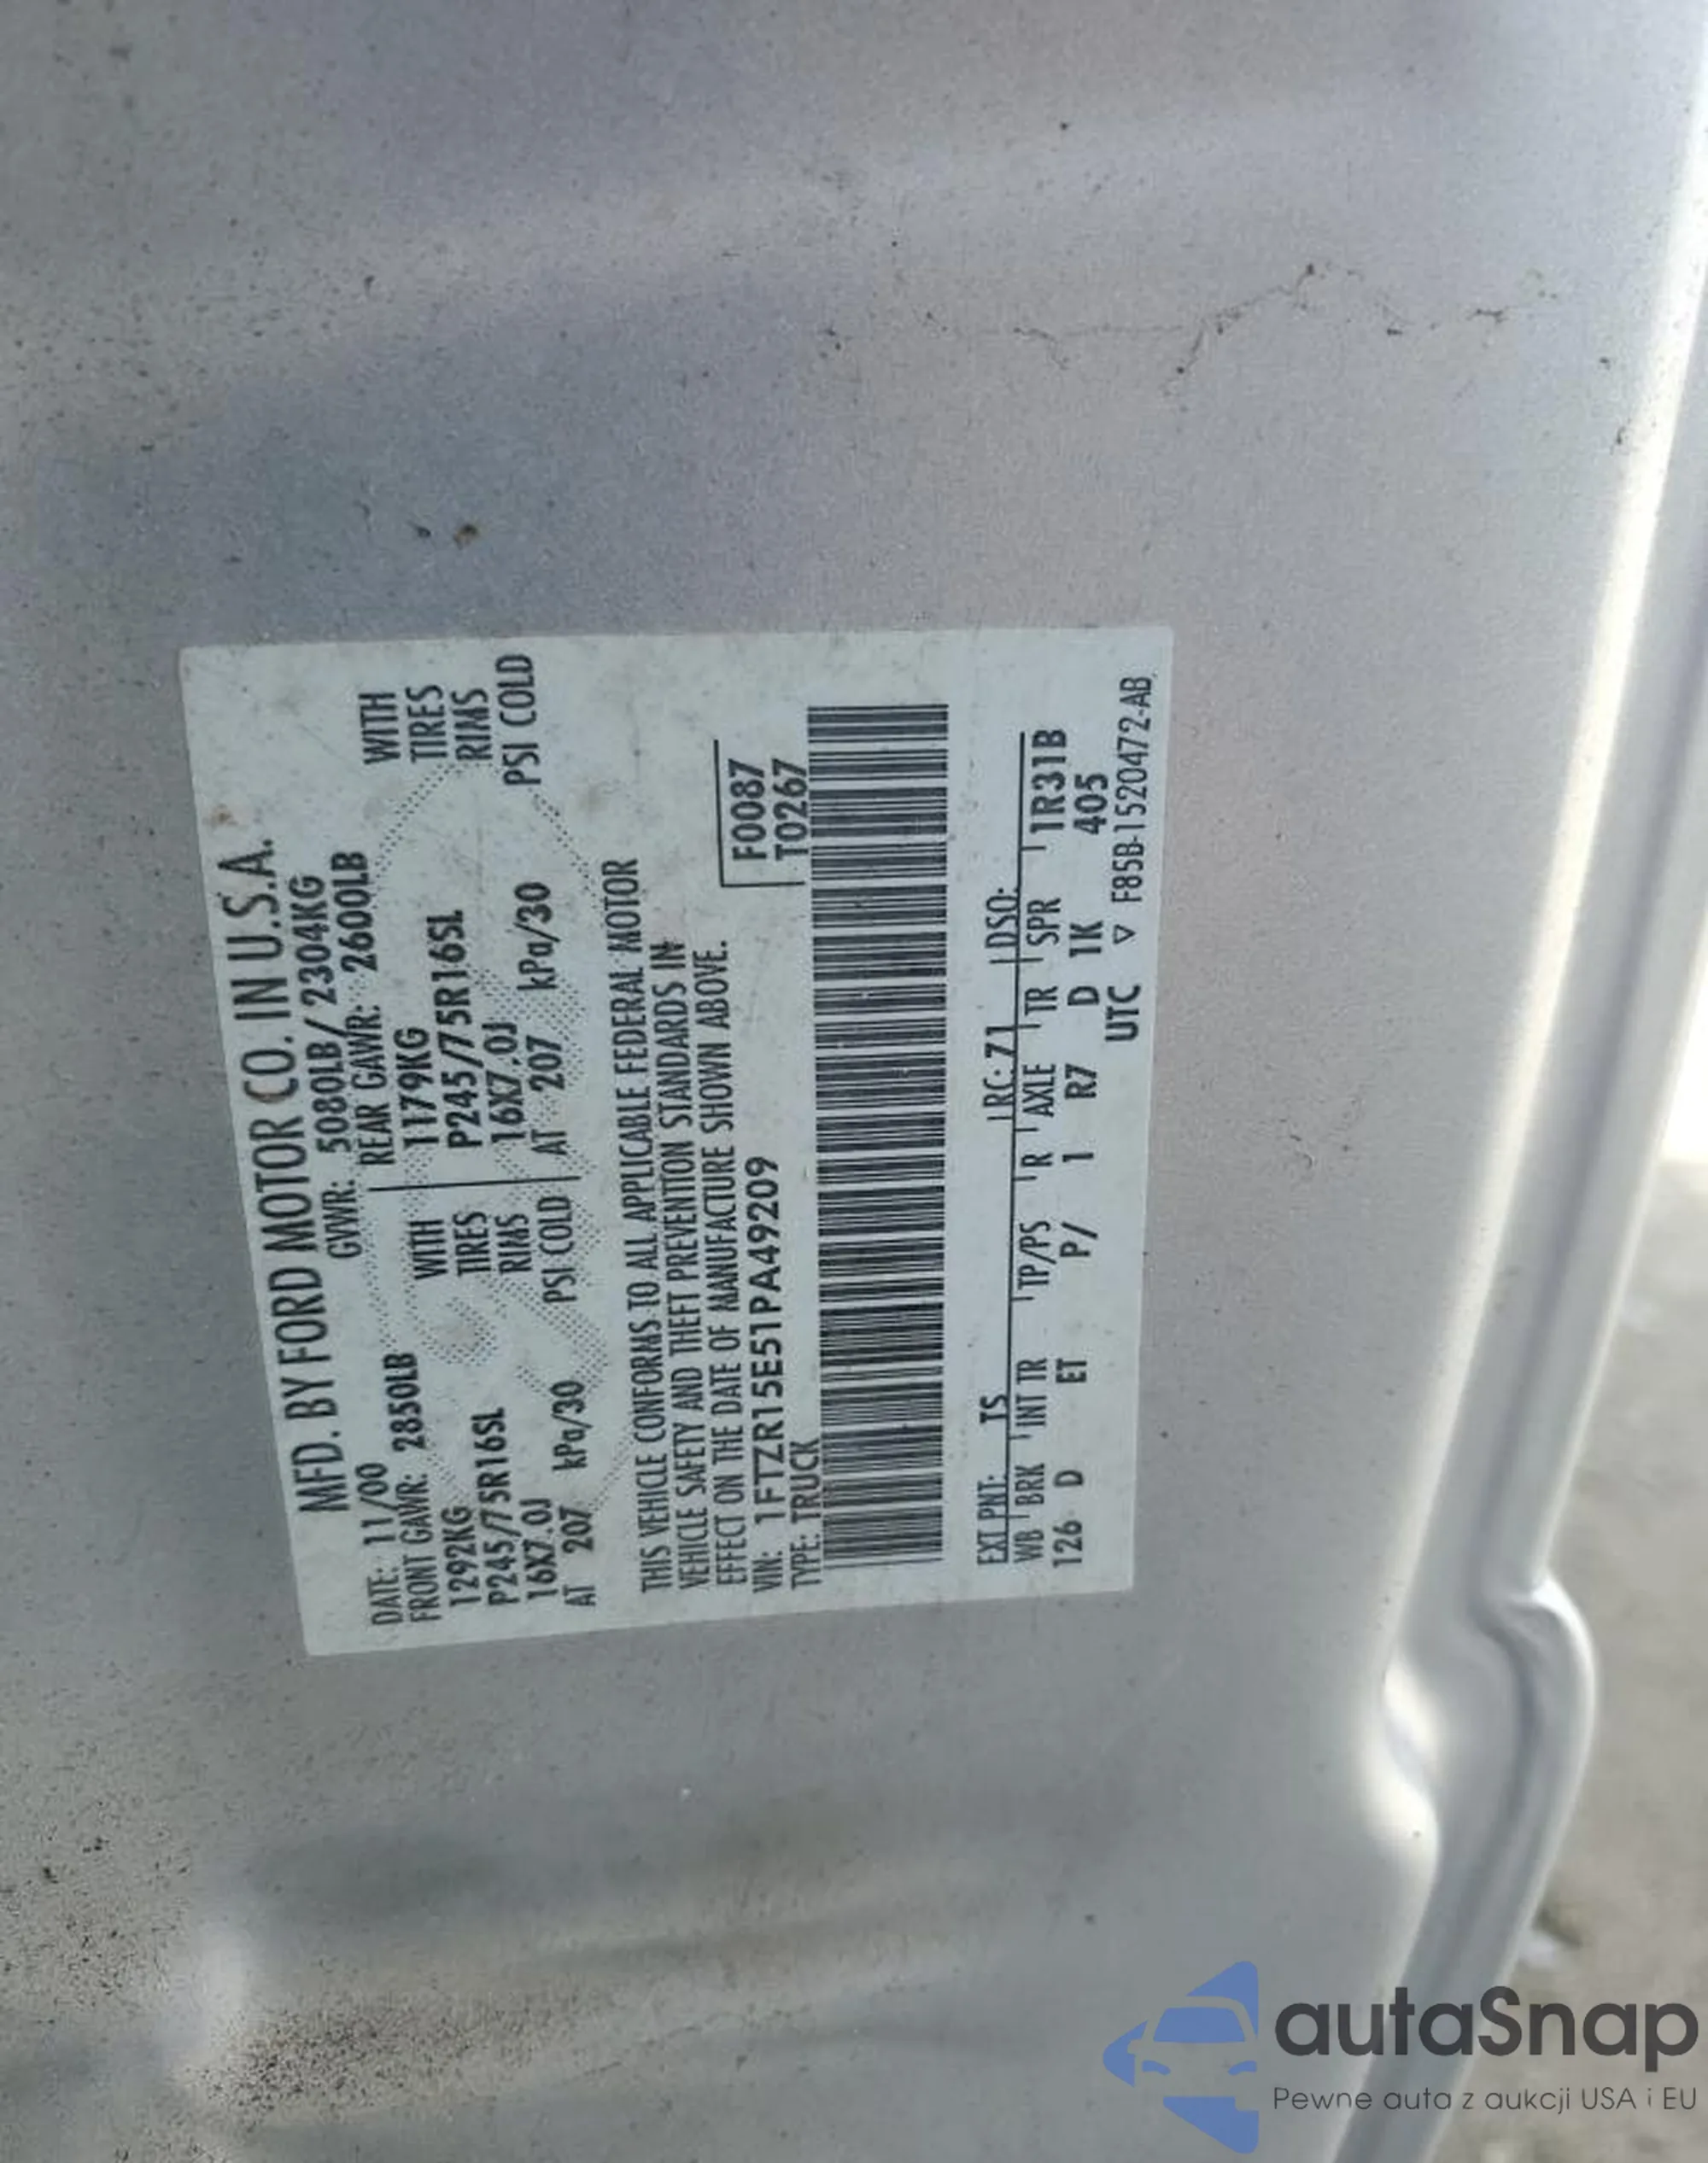 MFD. BY FORD MOTOR CO. IN U.S.A.
DATE: 11/00 GVWR: 5080LB/ 2304KG
FRONT GAWR: 2850LB REAR GAWR: 2600LB
1292KG WITH 1179KG WITH
P245/75R16SL TIRES P245/75R16SL TIRES
16X7.0J RIMS 16X7.0J RIMS
AT 207 kPa/30 PSI COLD AT 207 kPa/30 PSI COLD
THIS VEHICLE CONFORMS TO ALL APPLICABLE FEDERAL MOTOR
VEHICLE SAFETY AND THEFT PREVENTION STANDARDS IN
EFFECT ON THE DATE OF MANUFACTURE SHOWN ABOVE.
VIN: 1FTZR15E51PA49209 F0087
TYPE: TRUCK T0267
EXT PNT: TS RC: 71 DSO:
WB BRK INT TR TP/PS R AXLE TR SPR 1R31B
126 D ET P/ 1 R7 D 1K 405
UTC ▽ F85B-1520472-AB
autaSnap
Pewne auta z aukcji USA i EU